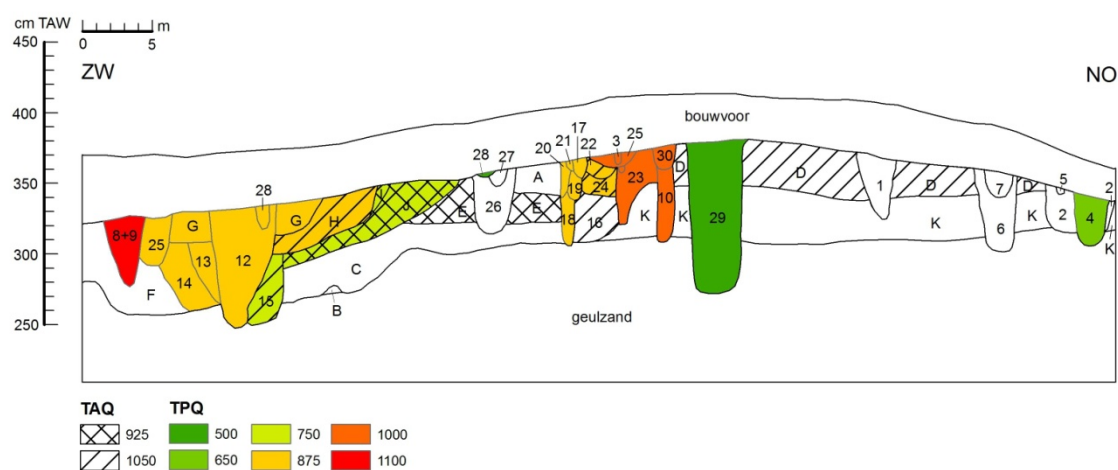 cm TAW 0 5 m
450
ZW NO
400
bouwvoor
350
300
250
20 21 17 22 3 25
28 27 A 30 D D D 5 2
28 I J E 26 E 19 24 23 1 7
8+9 25 G G H 18 16 K 10 K 29 K 6 K 2 4 11
13 12
14 15 C K
F B
geulzand
TAQ TPQ
925 500 750 1000
1050 650 875 1100